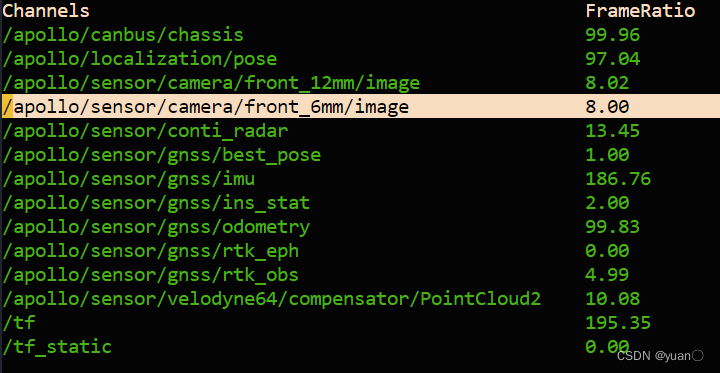 Channels FrameRatio
/apollo/canbus/chassis 99.96
/apollo/localization/pose 97.04
/apollo/sensor/camera/front_12mm/image 8.02
/apollo/sensor/camera/front_6mm/image 8.00
/apollo/sensor/conti_radar 13.45
/apollo/sensor/gnss/best_pose 1.00
/apollo/sensor/gnss/imu 186.76
/apollo/sensor/gnss/ins_stat 2.00
/apollo/sensor/gnss/odometry 99.83
/apollo/sensor/gnss/rtk_eph 0.00
/apollo/sensor/gnss/rtk_obs 4.99
/apollo/sensor/velodyne64/compensator/PointCloud2 10.08
/tf 195.35
/tf_static 0.00
CSDN @yuan〇